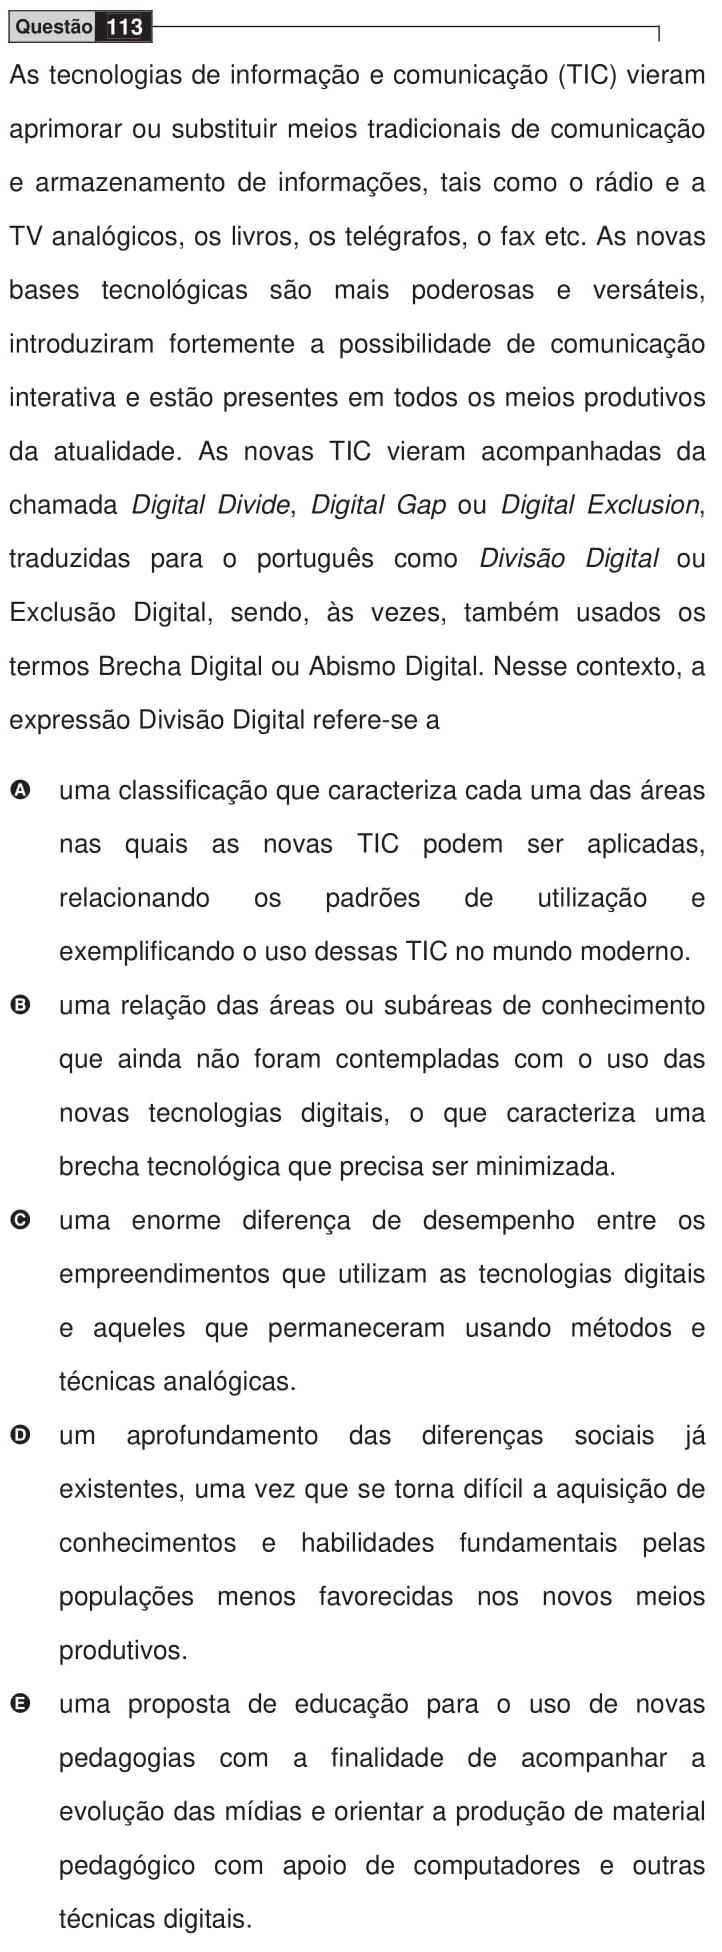 Questão 113
As tecnologias de informação e comunicação (TIC) vieram
aprimorar ou substituir meios tradicionais de comunicação
e armazenamento de informações, tais como o rádio e a
TV analógicos, os livros, os telégrafos, o fax etc. As novas
bases tecnológicas são mais poderosas e versáteis,
introduziram fortemente a possibilidade de comunicação
interativa e estão presentes em todos os meios produtivos
da atualidade. As novas TIC vieram acompanhadas da
chamada Digital Divide, Digital Gap ou Digital Exclusion,
traduzidas para o português como Divisão Digital ou
Exclusão Digital, sendo, às vezes, também usados os
termos Brecha Digital ou Abismo Digital. Nesse contexto, a
expressão Divisão Digital refere-se a
A uma classificação que caracteriza cada uma das áreas
nas quais as novas TIC podem ser aplicadas,
relacionando os padrões de utilização e
exemplificando o uso dessas TIC no mundo moderno.
B uma relação das áreas ou subáreas de conhecimento
que ainda não foram contempladas com o uso das
novas tecnologias digitais, o que caracteriza uma
brecha tecnológica que precisa ser minimizada.
C uma enorme diferença de desempenho entre os
empreendimentos que utilizam as tecnologias digitais
e aqueles que permaneceram usando métodos e
técnicas analógicas.
D um aprofundamento das diferenças sociais já
existentes, uma vez que se torna difícil a aquisição de
conhecimentos e habilidades fundamentais pelas
populações menos favorecidas nos novos meios
produtivos.
E uma proposta de educação para o uso de novas
pedagogias com a finalidade de acompanhar a
evolução das mídias e orientar a produção de material
pedagógico com apoio de computadores e outras
técnicas digitais.